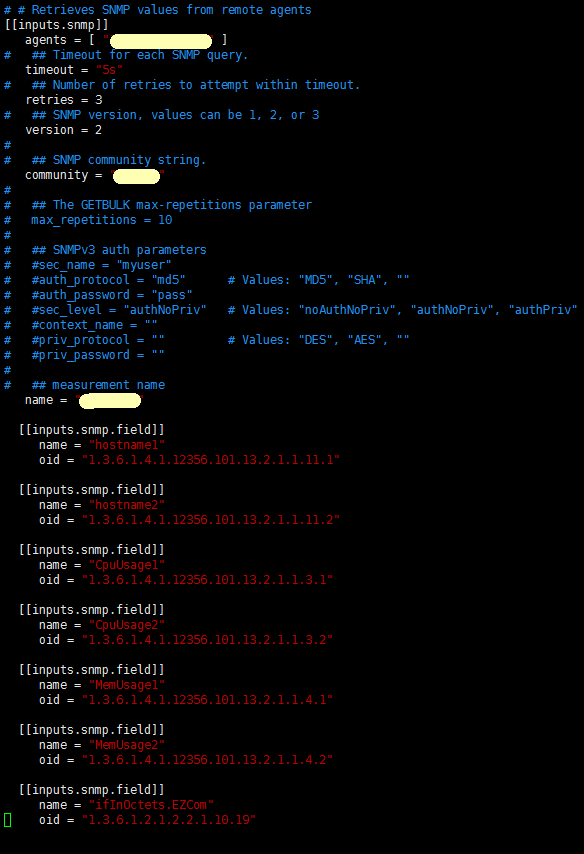 # # Retrieves SNMP values from remote agents
[[inputs.snmp]]
   agents = [ " ]
#   ## Timeout for each SNMP query.
   timeout = "5s"
#   ## Number of retries to attempt within timeout.
   retries = 3
#   ## SNMP version, values can be 1, 2, or 3
   version = 2
#
#   ## SNMP community string.
   community = " "
#
#   ## The GETBULK max-repetitions parameter
#   max_repetitions = 10
#
#   ## SNMPv3 auth parameters
#   #sec_name = "myuser"
#   #auth_protocol = "md5"      # Values: "MD5", "SHA", ""
#   #auth_password = "pass"
#   #sec_level = "authNoPriv"   # Values: "noAuthNoPriv", "authNoPriv", "authPriv"
#   #context_name = ""
#   #priv_protocol = ""         # Values: "DES", "AES", ""
#   #priv_password = ""
#
#   ## measurement name
   name = " "
  [[inputs.snmp.field]]
     name = "hostname1"
     oid = "1.3.6.1.4.1.12356.101.13.2.1.1.11.1"
  [[inputs.snmp.field]]
     name = "hostname2"
     oid = "1.3.6.1.4.1.12356.101.13.2.1.1.11.2"
  [[inputs.snmp.field]]
     name = "CpuUsage1"
     oid = "1.3.6.1.4.1.12356.101.13.2.1.1.3.1"
  [[inputs.snmp.field]]
     name = "CpuUsage2"
     oid = "1.3.6.1.4.1.12356.101.13.2.1.1.3.2"
  [[inputs.snmp.field]]
     name = "MemUsage1"
     oid = "1.3.6.1.4.1.12356.101.13.2.1.1.4.1"
  [[inputs.snmp.field]]
     name = "MemUsage2"
     oid = "1.3.6.1.4.1.12356.101.13.2.1.1.4.2"
  [[inputs.snmp.field]]
     name = "ifInOctets.EZCom"
     oid = "1.3.6.1.2.1.2.2.1.10.19"